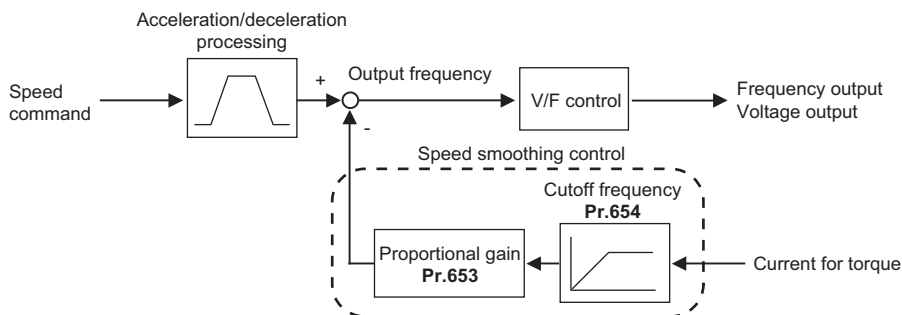 Acceleration/deceleration
processing
Speed
command
+
Output frequency
-
V/F control
Frequency output
Voltage output
Speed smoothing control
Cutoff frequency
Pr.654
Proportional gain
Pr.653
Current for torque